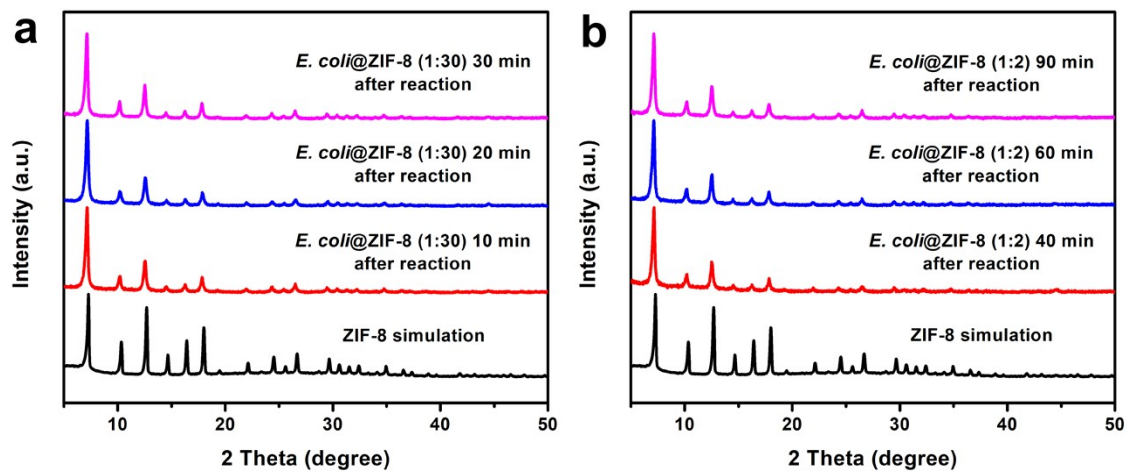 a
E. coli@ZIF-8 (1:30) 30 min
after reaction
E. coli@ZIF-8 (1:30) 20 min
after reaction
E. coli@ZIF-8 (1:30) 10 min
after reaction
ZIF-8 simulation
Intensity (a.u.)
10 20 30 40 50
2 Theta (degree)
b
E. coli@ZIF-8 (1:2) 90 min
after reaction
E. coli@ZIF-8 (1:2) 60 min
after reaction
E. coli@ZIF-8 (1:2) 40 min
after reaction
ZIF-8 simulation
Intensity (a.u.)
10 20 30 40 50
2 Theta (degree)